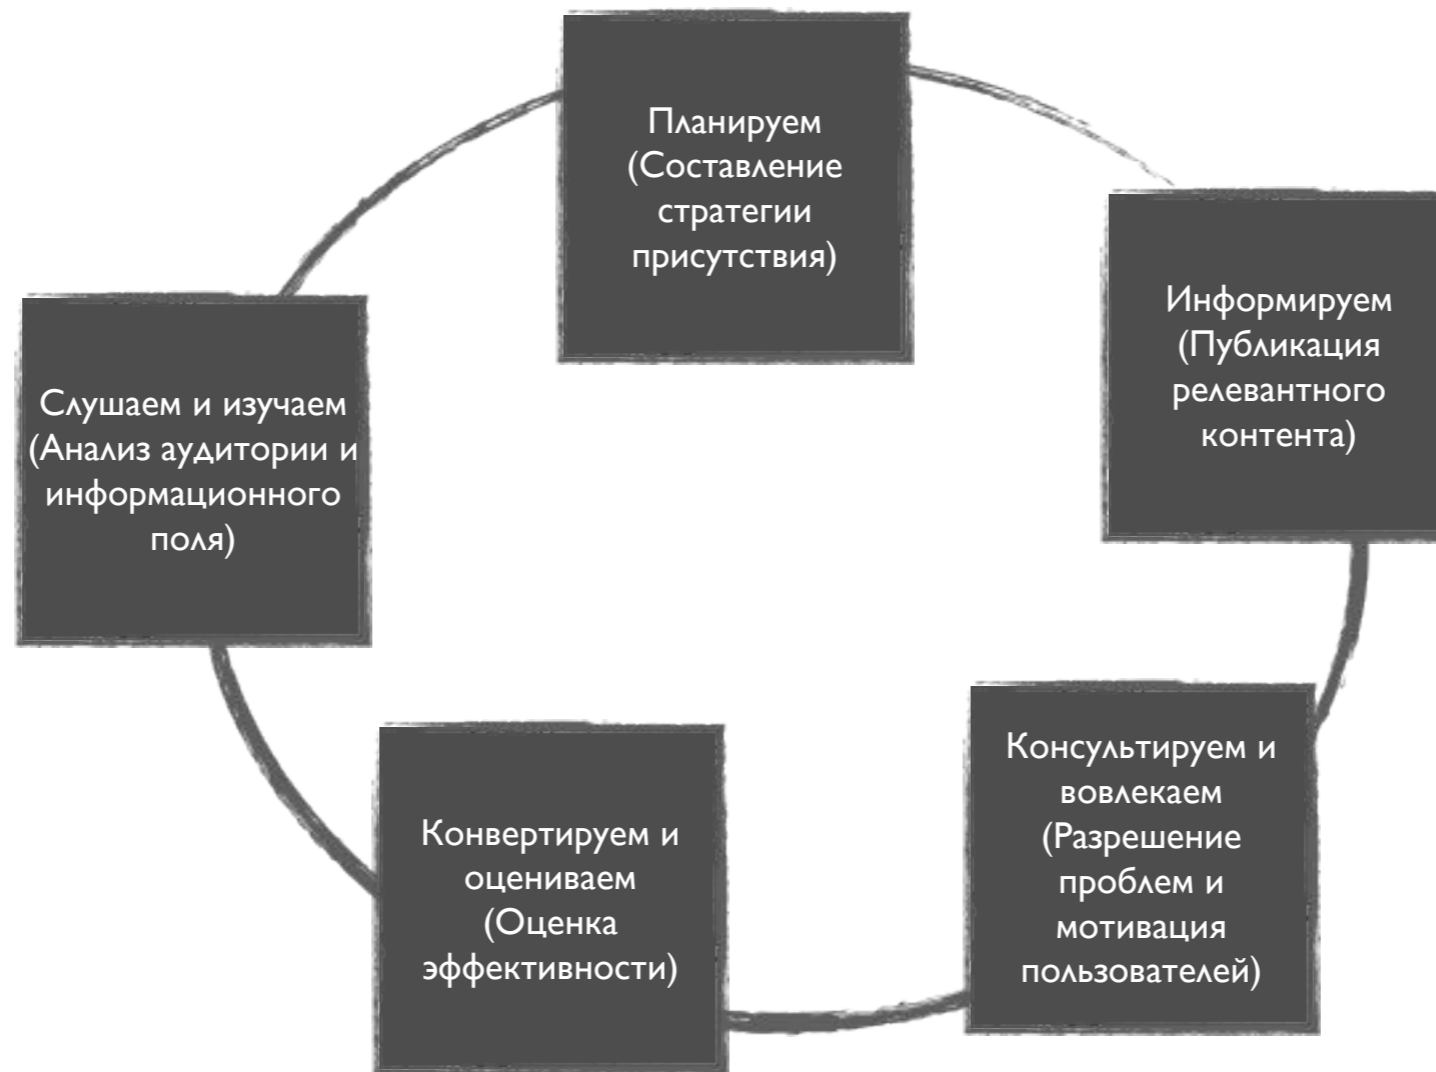 Планируем
(Составление
стратегии
присутствия)
Информируем
(Публикация
релевантного
контента)
Слушаем и изучаем
(Анализ аудитории и
информационного
поля)
Консультируем и
вовлекаем
(Разрешение
проблем и
мотивация
пользователей)
Конвертируем и
оцениваем
(Оценка
эффективности)